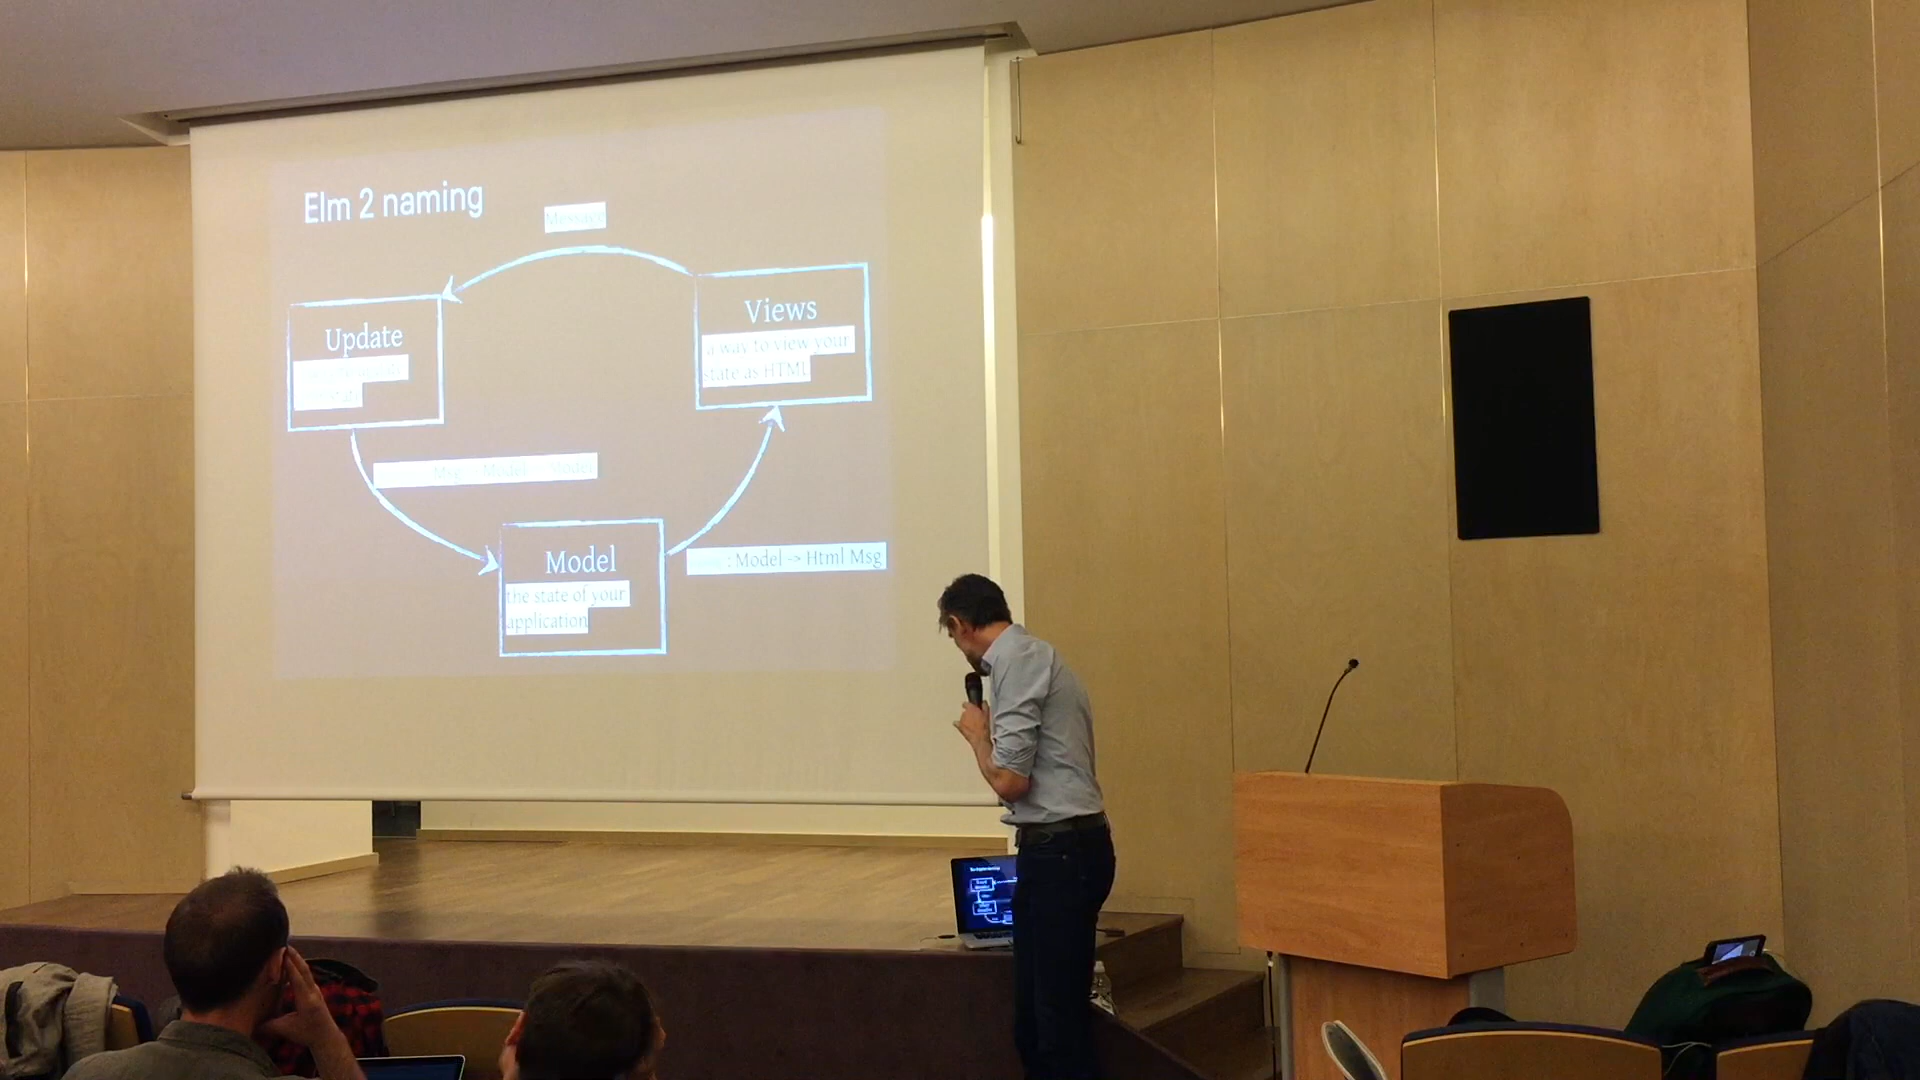 Elm 2 naming
Message
Update
state
Views
a way to view your
state as HTML
Msg Model Model
Model
the state of your
application
: Model -> Html Msg